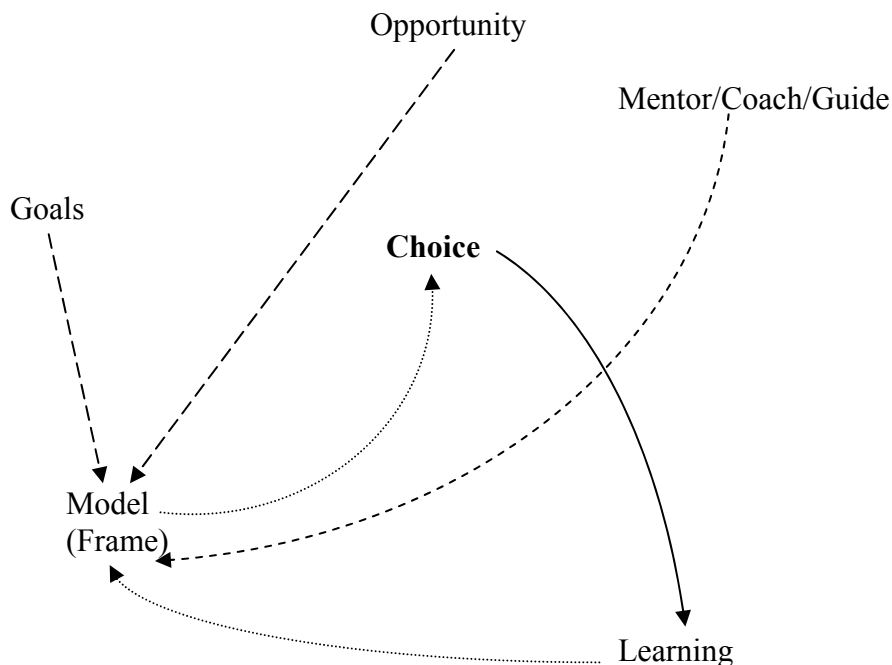 Opportunity
Mentor/Coach/Guide
Goals
Choice
Model
(Frame)
Learning